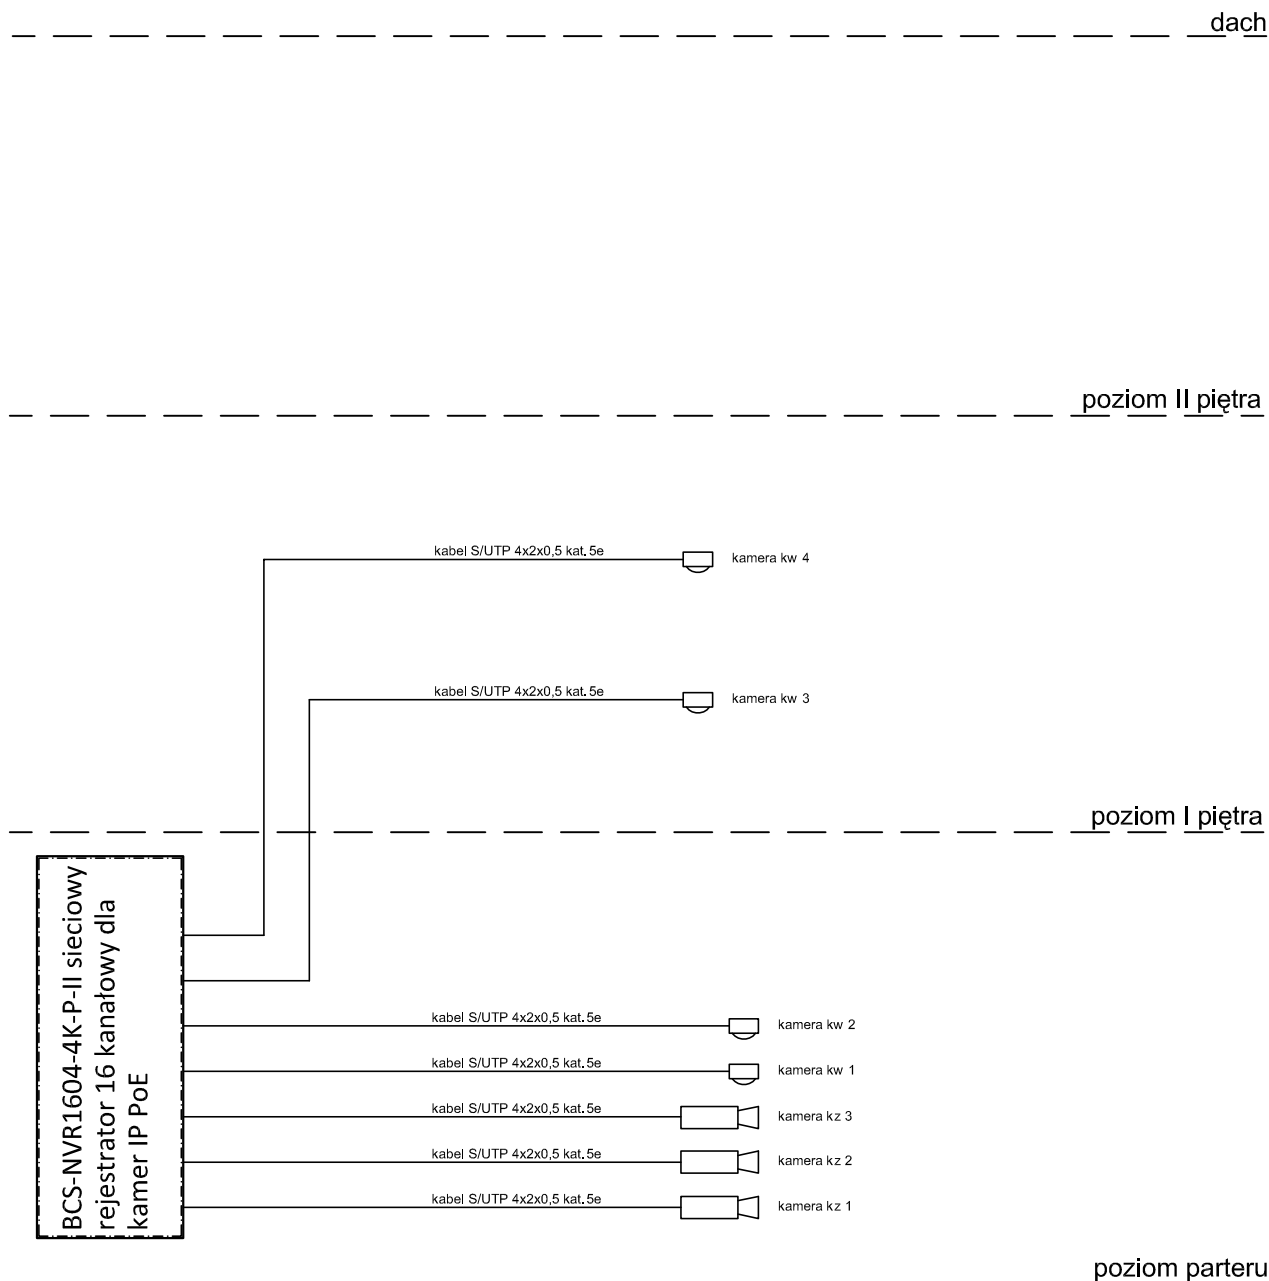 dach
poziom II piętra
kabel S/UTP 4x2x0,5 kat. 5e
kamera kw 4
kabel S/UTP 4x2x0,5 kat. 5e
kamera kw 3
poziom I piętra
BCS-NVR1604-4K-P-II sieciowy
rejestrator 16 kanałowy dla
kamer IP PoE
kabel S/UTP 4x2x0,5 kat. 5e
kamera kw 2
kabel S/UTP 4x2x0,5 kat. 5e
kamera kw 1
kabel S/UTP 4x2x0,5 kat. 5e
kamera kz 3
kabel S/UTP 4x2x0,5 kat. 5e
kamera kz 2
kabel S/UTP 4x2x0,5 kat. 5e
kamera kz 1
poziom parteru